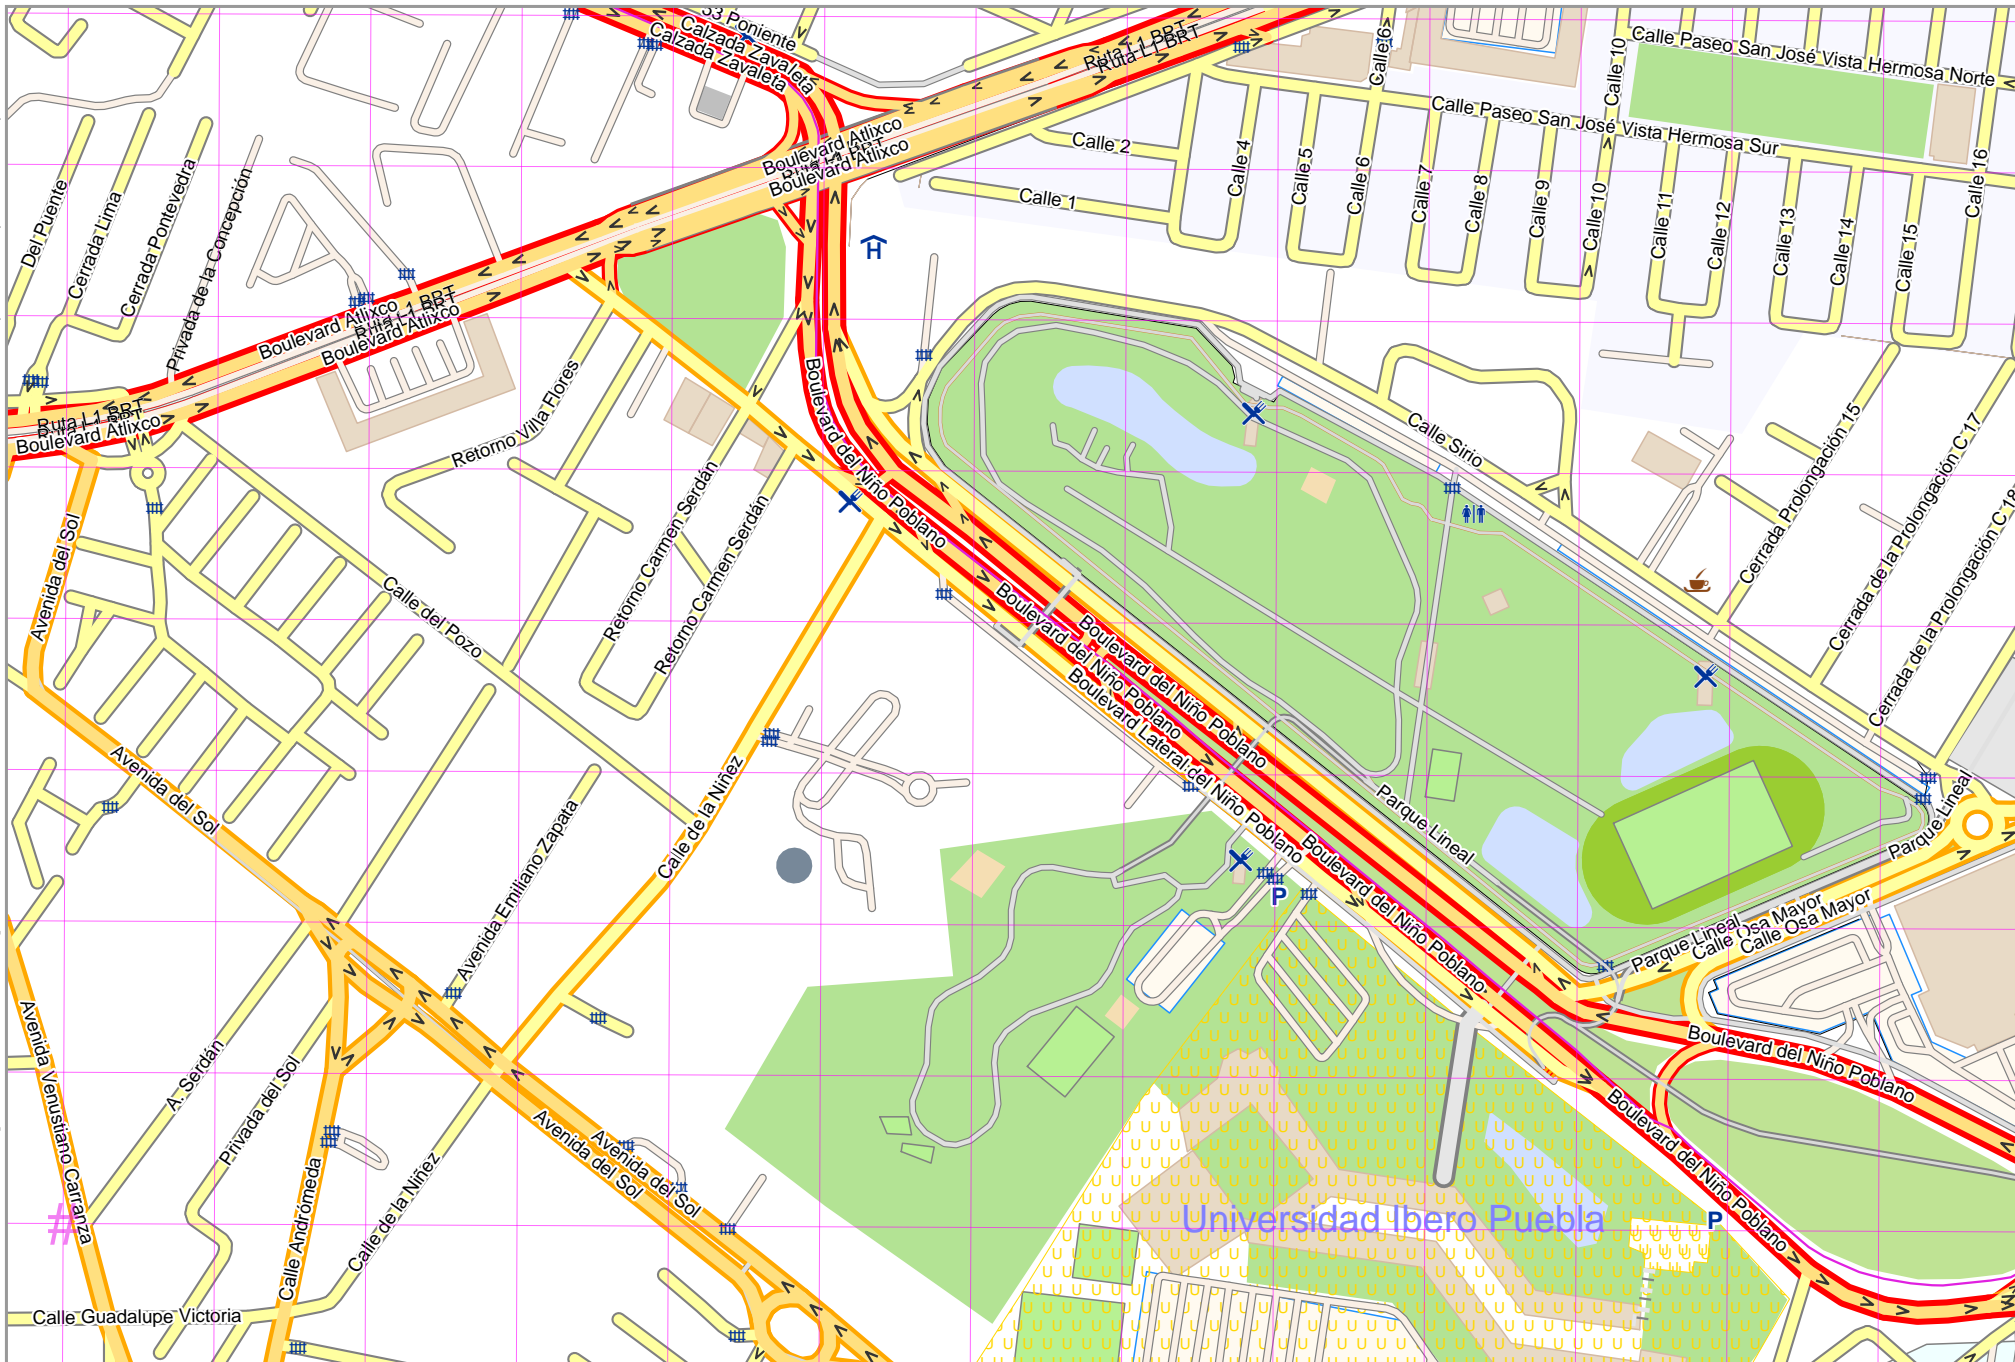 53 Poniente
Calzada Zavaleta
Calzada Zavaleta
Ruta L1 BRT
Ruta L1 BRT
Calle 6
Calle 10
Calle Paseo San José Vista Hermosa Norte
Calle Paseo San José Vista Hermosa Sur
Boulevard Atlixco
Boulevard Atlixco
Calle 2
Calle 1
Calle 4
Calle 5
Calle 6
Calle 7
Calle 8
Calle 9
Calle 10
Calle 11
Calle 12
Calle 13
Calle 14
Calle 15
Calle 16
Del Puente
Cerrada Lima
Cerrada Pontevedra
Privada de la Concepción
H
Boulevard Atlixco
Ruta L1 BRT
Boulevard Atlixco
Ruta L1 BRT
Boulevard Atlixco
Retorno Villa Flores
Boulevard del Niño Poblano
Calle Sirio
Cerrada Prolongación 15
Cerrada de la Prolongación C 17
Cerrada de la Prolongación C 18
Retorno Carmen Serdán
Retorno Carmen Serdán
Avenida del Sol
Calle del Pozo
Boulevard del Niño Poblano
Boulevard del Niño Poblano
Boulevard Lateral del Niño Poblano
Avenida del Sol
Calle de la Niñez
Avenida Emiliano Zapata
Parque Lineal
Parque Lineal
Boulevard del Niño Poblano
P
Parque Lineal
Calle Osa Mayor
Calle Osa Mayor
Avenida Venustiano Carranza
A. Serdán
Privada del Sol
Boulevard del Niño Poblano
Boulevard del Niño Poblano
Calle Andrómeda
Calle de la Niñez
Avenida del Sol
Avenida del Sol
Universidad Ibero Puebla
P
#
Calle Guadalupe Victoria